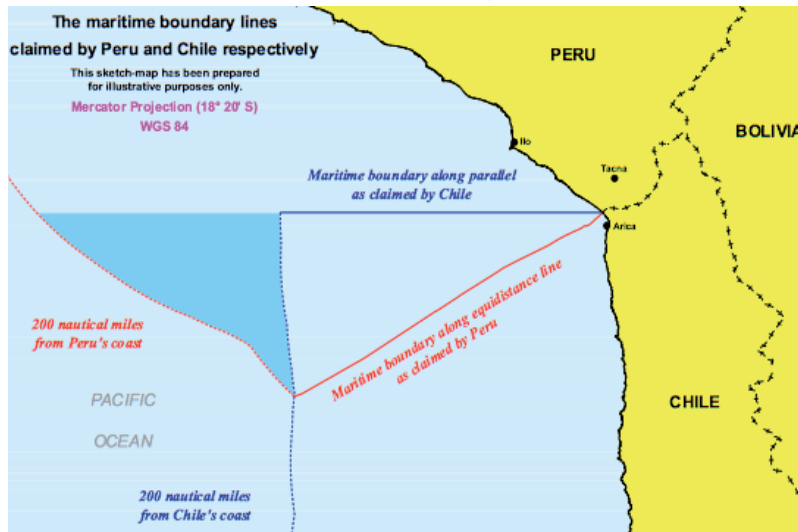 The maritime boundary lines
claimed by Peru and Chile respectively
This sketch-map has been prepared
for illustrative purposes only.
Mercator Projection (18° 20' S)
WGS 84
PERU
BOLIVIA
Ilo
Tacna
Maritime boundary along parallel
as claimed by Chile
Arica
Maritime boundary along equidistance line
as claimed by Peru
200 nautical miles
from Peru's coast
PACIFIC
OCEAN
CHILE
200 nautical miles
from Chile's coast